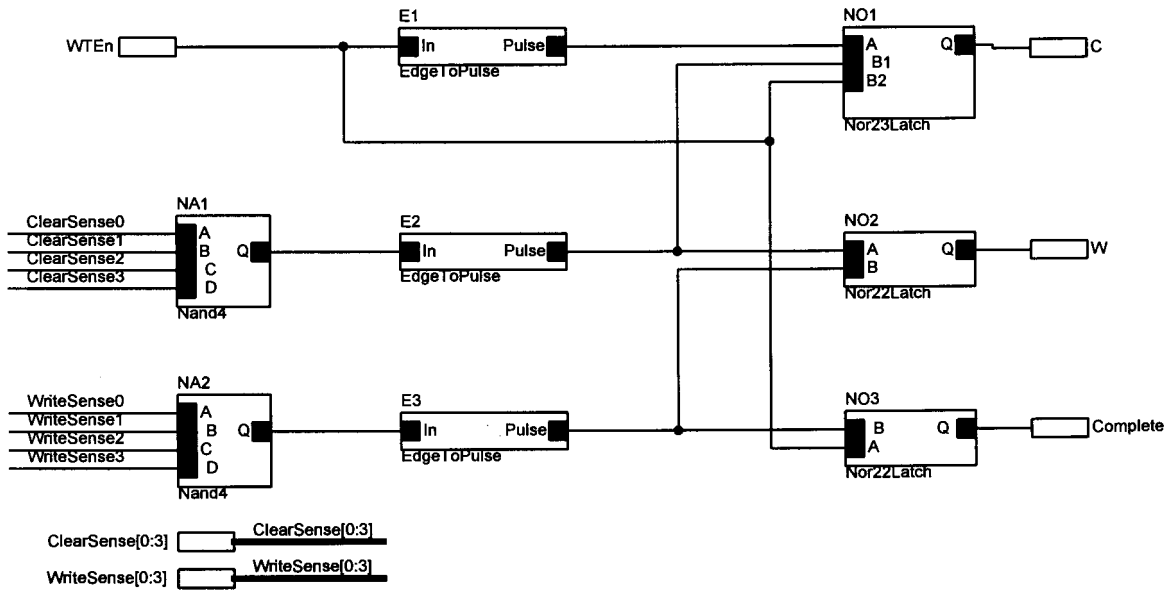 E1
NO1
WTEn
In
Pulse
A
Q
C
B1
B2
EdgeToPulse
Nor23Latch
NA1
ClearSense0
A
ClearSense1
B
Q
ClearSense2
C
ClearSense3
D
Nand4
E2
In
Pulse
EdgeToPulse
NO2
A
Q
W
B
Nor22Latch
NA2
WriteSense0
A
WriteSense1
B
Q
WriteSense2
C
WriteSense3
D
Nand4
E3
In
Pulse
EdgeToPulse
NO3
B
Q
Complete
A
Nor22Latch
ClearSense[0:3]
ClearSense[0:3]
WriteSense[0:3]
WriteSense[0:3]